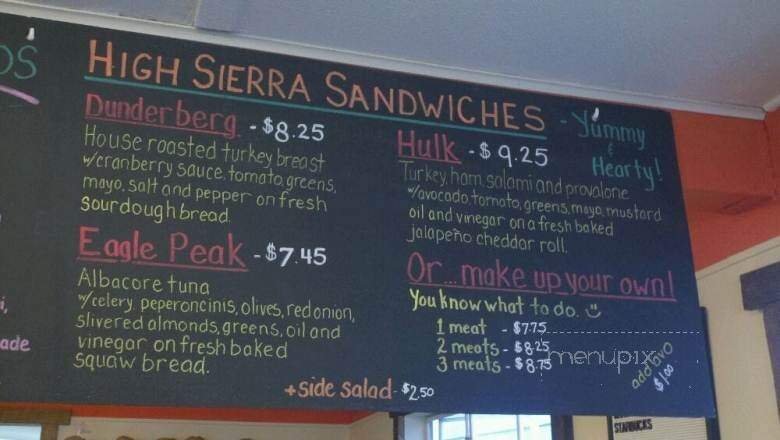 OS
HIGH SIERRA SANDWICHES
- Yummy
&
Hearty!
Dunderberg - $8.25
House roasted turkey breast
w/cranberry sauce, tomato, greens,
mayo, salt and pepper on fresh
sourdough bread.
Eagle Peak - $7.45
Albacore tuna
w/celery, peperoncinis, olives, red onion,
slivered almonds, greens, oil and
vinegar on fresh baked
squaw bread.
Hulk - $9.25
Turkey, ham, salami and provalone
w/avocado, tomato, greens, mayo, mustard
oil and vinegar on a fresh baked
jalapeño cheddar roll.
Or... make up your own!
You know what to do. ☺
1 meat - $7.75
2 meats - $8.25
3 meats - $8.75
add avo
$1.00
+side salad - $2.50
i,
ade
menupix
STARBUCKS